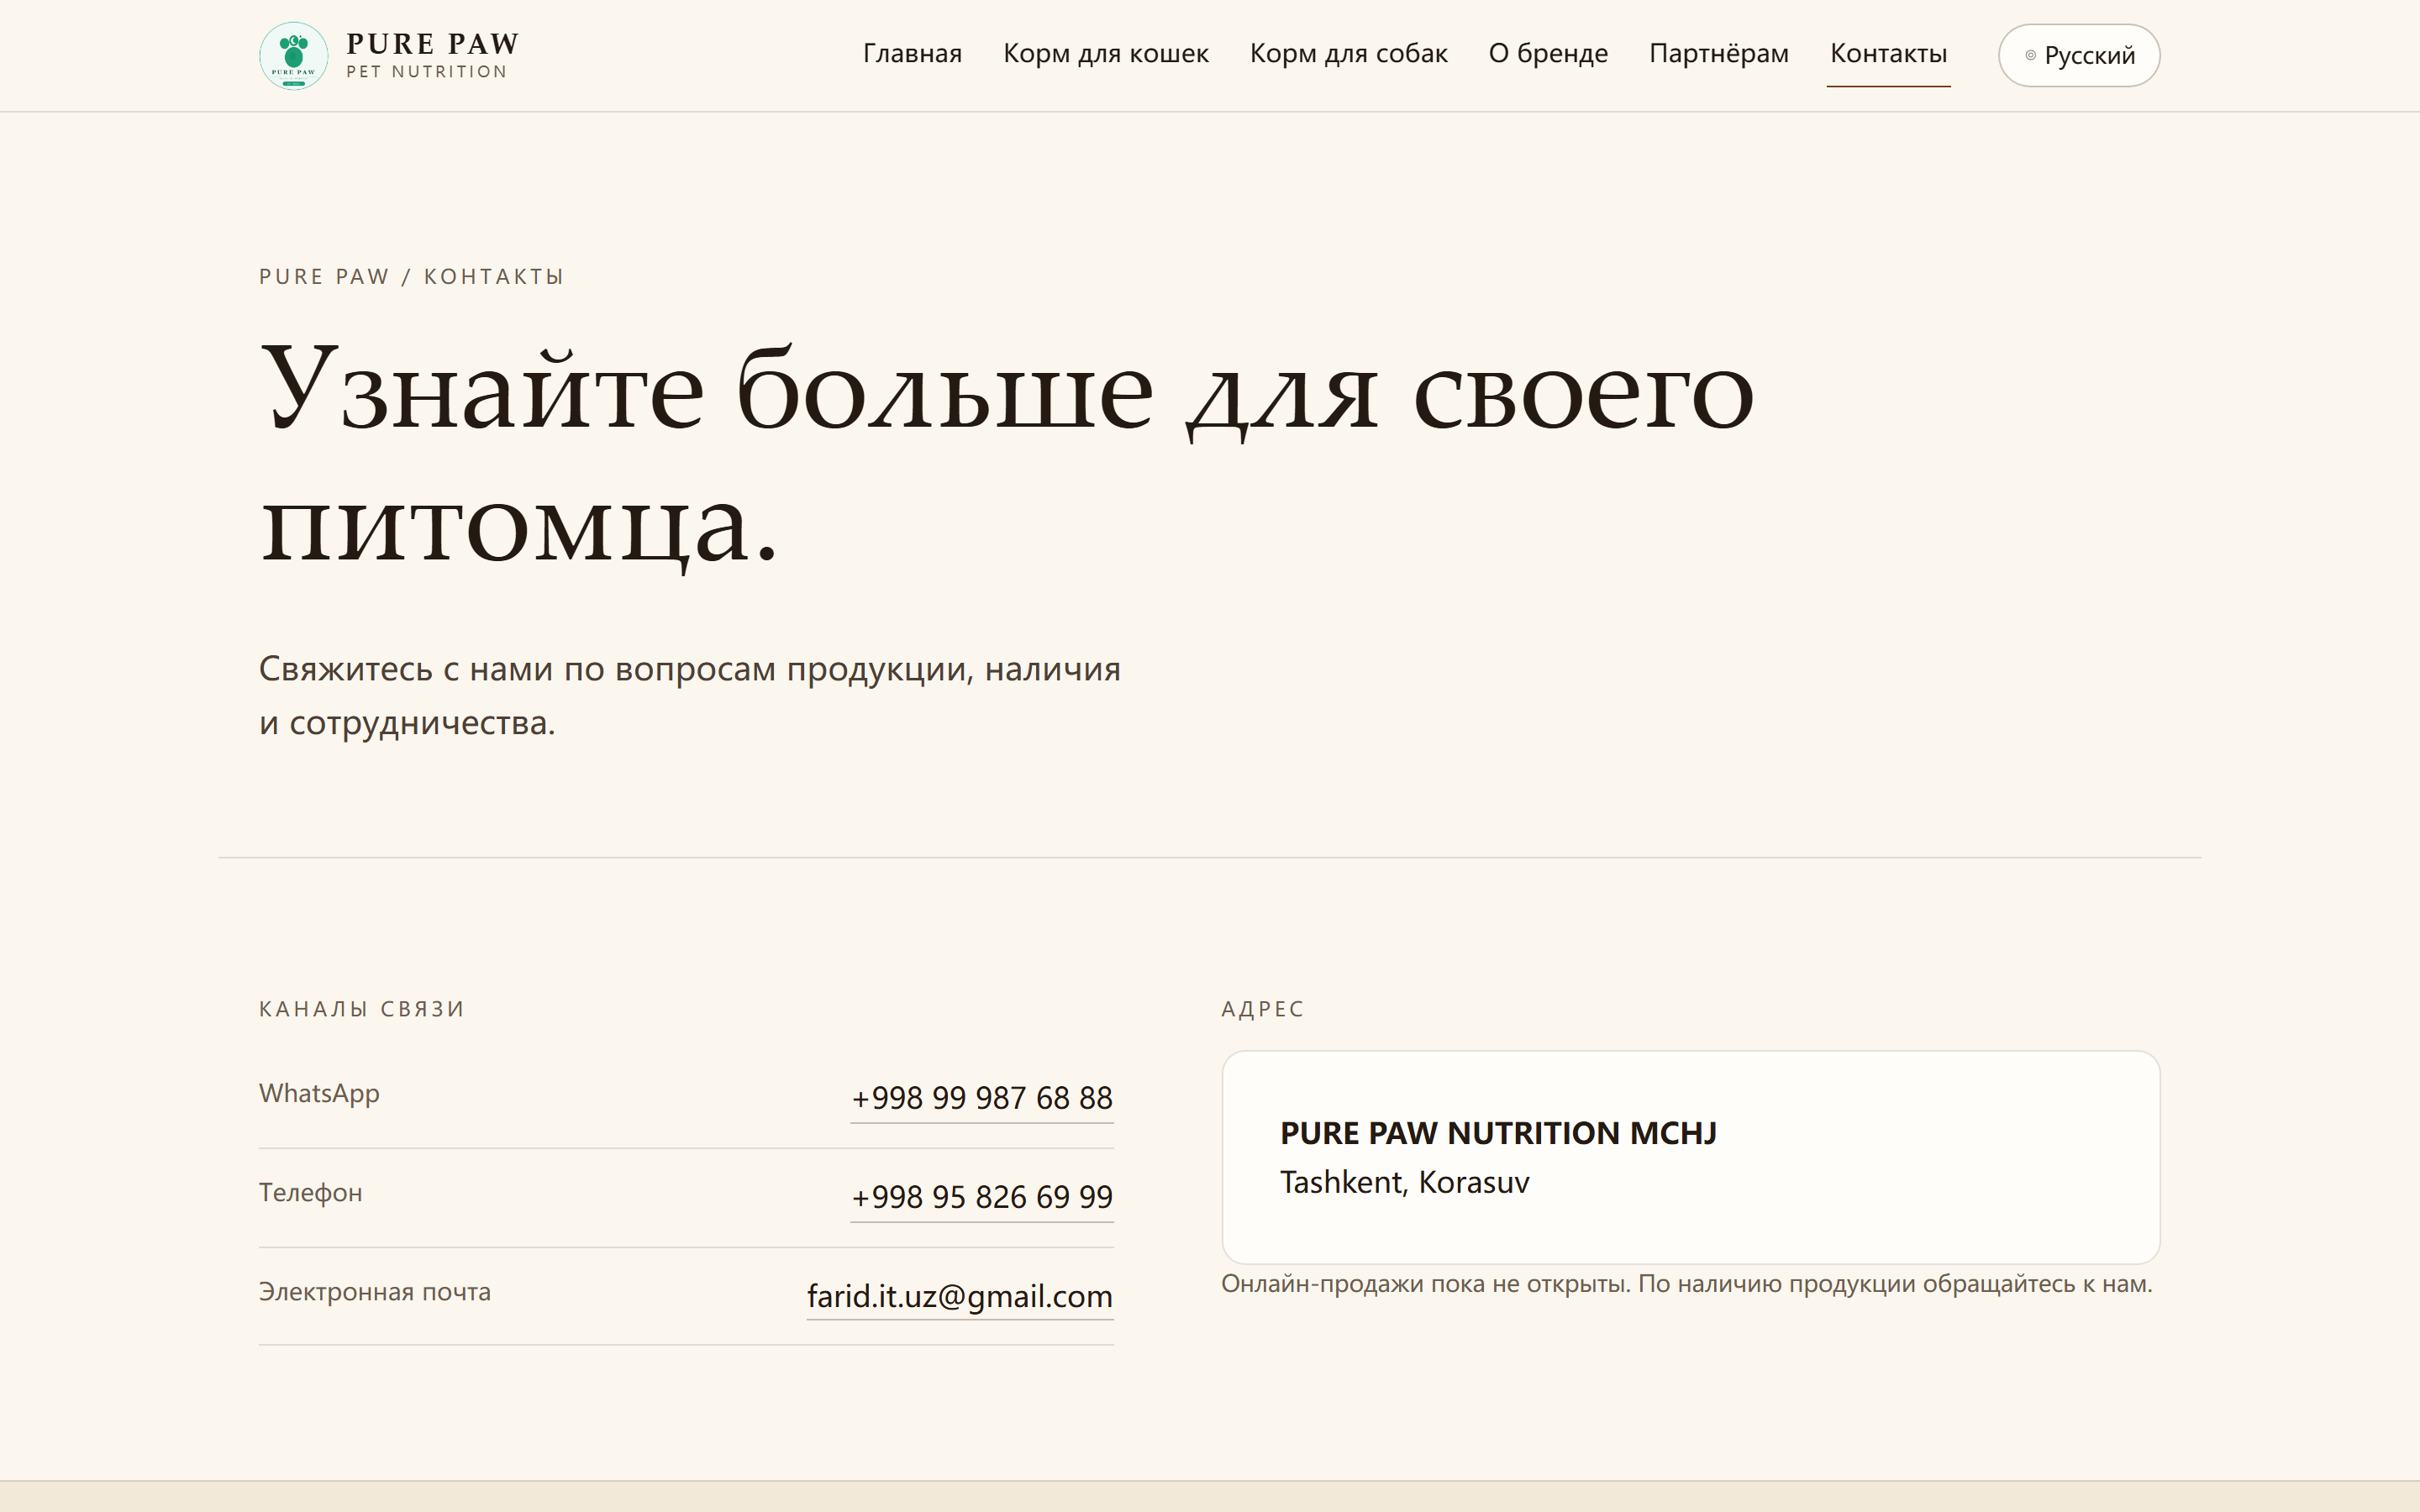 PURE PAW
PURE PAW
PET NUTRITION
Главная
Корм для кошек
Корм для собак
О бренде
Партнёрам
Контакты
Русский
PURE PAW / КОНТАКТЫ
Узнайте больше для своего
питомца.
Свяжитесь с нами по вопросам продукции, наличия
и сотрудничества.
КАНАЛЫ СВЯЗИ
WhatsApp
+998 99 987 68 88
Телефон
+998 95 826 69 99
Электронная почта
farid.it.uz@gmail.com
АДРЕС
PURE PAW NUTRITION MCHJ
Tashkent, Korasuv
Онлайн-продажи пока не открыты. По наличию продукции обращайтесь к нам.